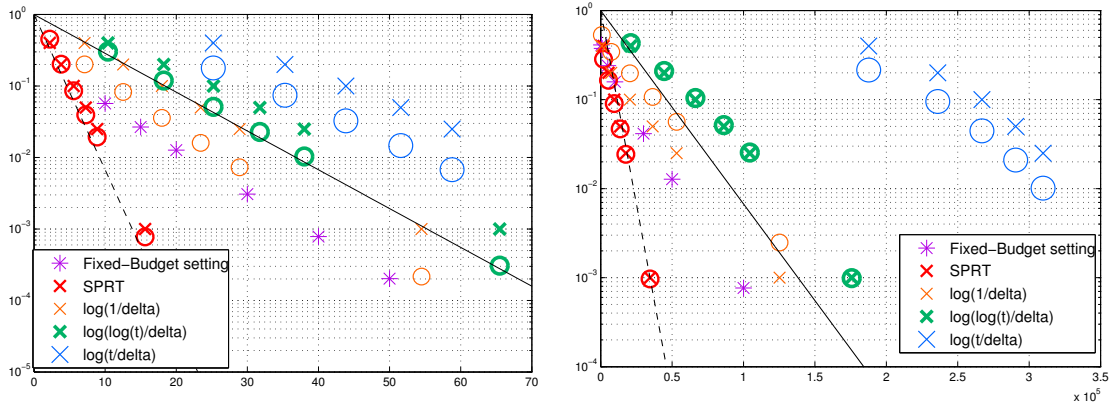 10^0
10^-1
10^-2
10^-3
10^-4
10^-5
0 10 20 30 40 50 60 70
Fixed-Budget setting
SPRT
log(1/delta)
log(log(t)/delta)
log(t/delta)
10^0
10^-1
10^-2
10^-3
10^-4
0 0.5 1 1.5 2 2.5 3 3.5
x 10^5
Fixed-Budget setting
SPRT
log(1/delta)
log(log(t)/delta)
log(t/delta)